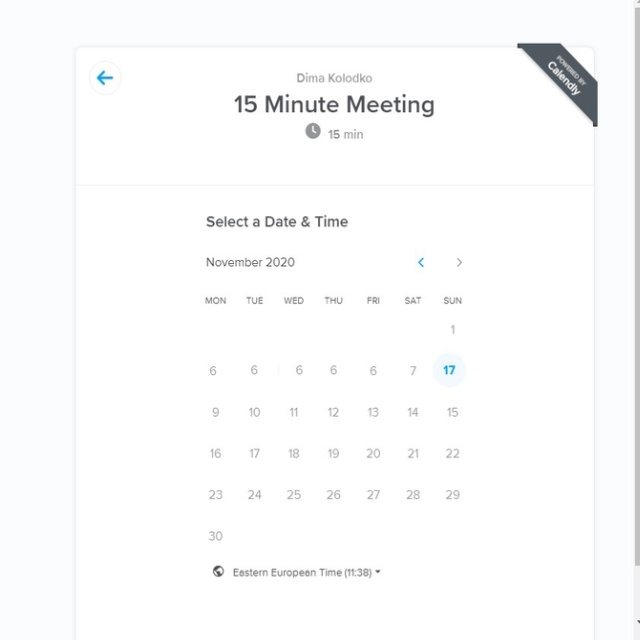 Dima Kolodko
POWERED BY
Calendly
15 Minute Meeting
15 min
Select a Date & Time
November 2020
MON TUE WED THU FRI SAT SUN
1
6 6 6 6 6 7 17
9 10 11 12 13 14 15
16 17 18 19 20 21 22
23 24 25 26 27 28 29
30
Eastern European Time (11:38)